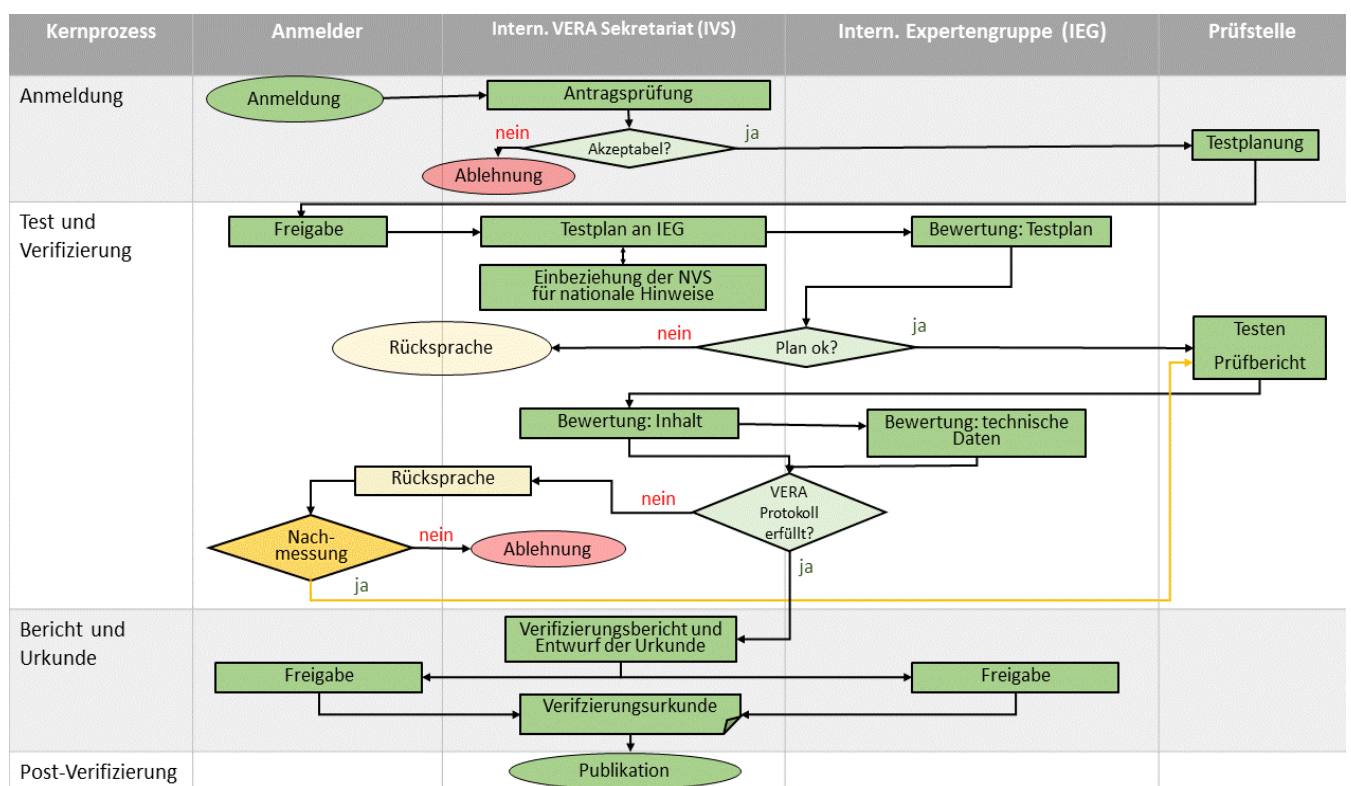 Kernprozess
Anmelder
Intern. VERA Sekretariat (IVS)
Intern. Expertengruppe (IEG)
Prüfstelle
Anmeldung
Anmeldung
Antragsprüfung
nein
Akzeptabel?
ja
Ablehnung
Testplanung
Test und
Verifizierung
Freigabe
Testplan an IEG
Bewertung: Testplan
Einbeziehung der NVS
für nationale Hinweise
Rücksprache
nein
Plan ok?
ja
Testen
Prüfbericht
Bewertung: Inhalt
Bewertung: technische
Daten
Rücksprache
nein
VERA
Protokoll
erfüllt?
Nach-
messung
nein
Ablehnung
ja
ja
Bericht und
Urkunde
Verifizierungsbericht und
Entwurf der Urkunde
Freigabe
Freigabe
Verifzierungsurkunde
Post-Verifizierung
Publikation